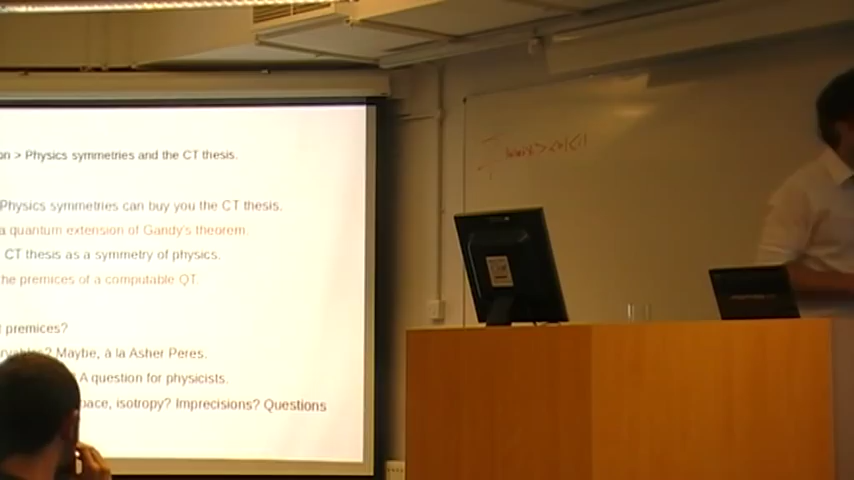 on > Physics symmetries and the CT thesis.
Physics symmetries can buy you the CT thesis.
a quantum extension of Gandy's theorem.
CT thesis as a symmetry of physics.
he premises of a computable QT.
t premices?
Maybe, à la Asher Peres.
A question for physicists.
ace, isotropy? Imprecisions? Questions